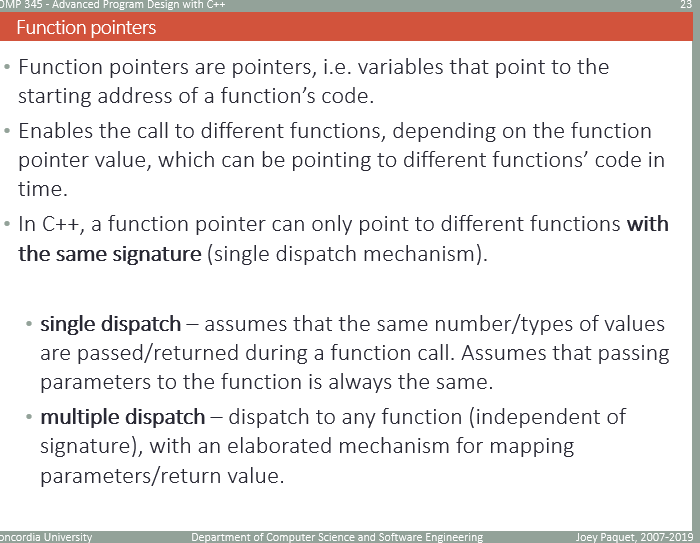 OMP 345 - Advanced Program Design with C++ 23
Function pointers
• Function pointers are pointers, i.e. variables that point to the
starting address of a function's code.
• Enables the call to different functions, depending on the function
pointer value, which can be pointing to different functions' code in
time.
• In C++, a function pointer can only point to different functions with
the same signature (single dispatch mechanism).
• single dispatch – assumes that the same number/types of values
are passed/returned during a function call. Assumes that passing
parameters to the function is always the same.
• multiple dispatch – dispatch to any function (independent of
signature), with an elaborated mechanism for mapping
parameters/return value.
oncordia University Department of Computer Science and Software Engineering Joey Paquet, 2007-2019